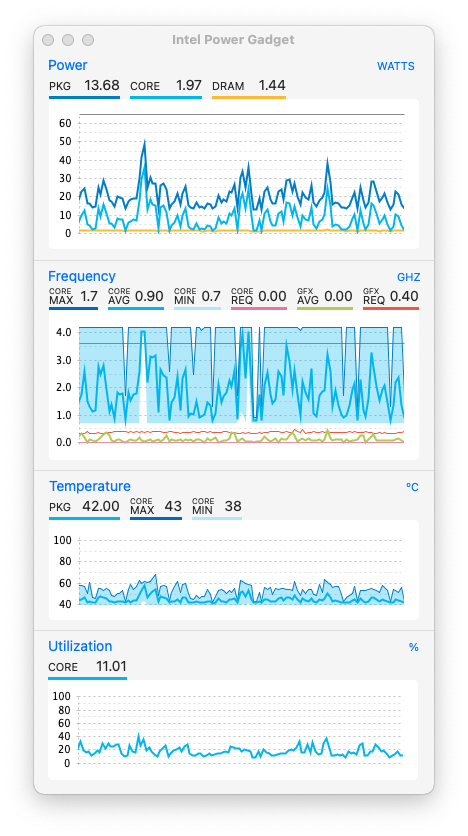 Intel Power Gadget
Power WATTS
PKG 13.68 CORE 1.97 DRAM 1.44
60
50
40
30
20
10
0
Frequency GHZ
CORE MAX 1.7 CORE AVG 0.90 CORE MIN 0.7 CORE REQ 0.00 GFX AVG 0.00 GFX REQ 0.40
4.0
3.0
2.0
1.0
0.0
Temperature °C
PKG 42.00 CORE MAX 43 CORE MIN 38
100
80
60
40
Utilization %
CORE 11.01
100
80
60
40
20
0